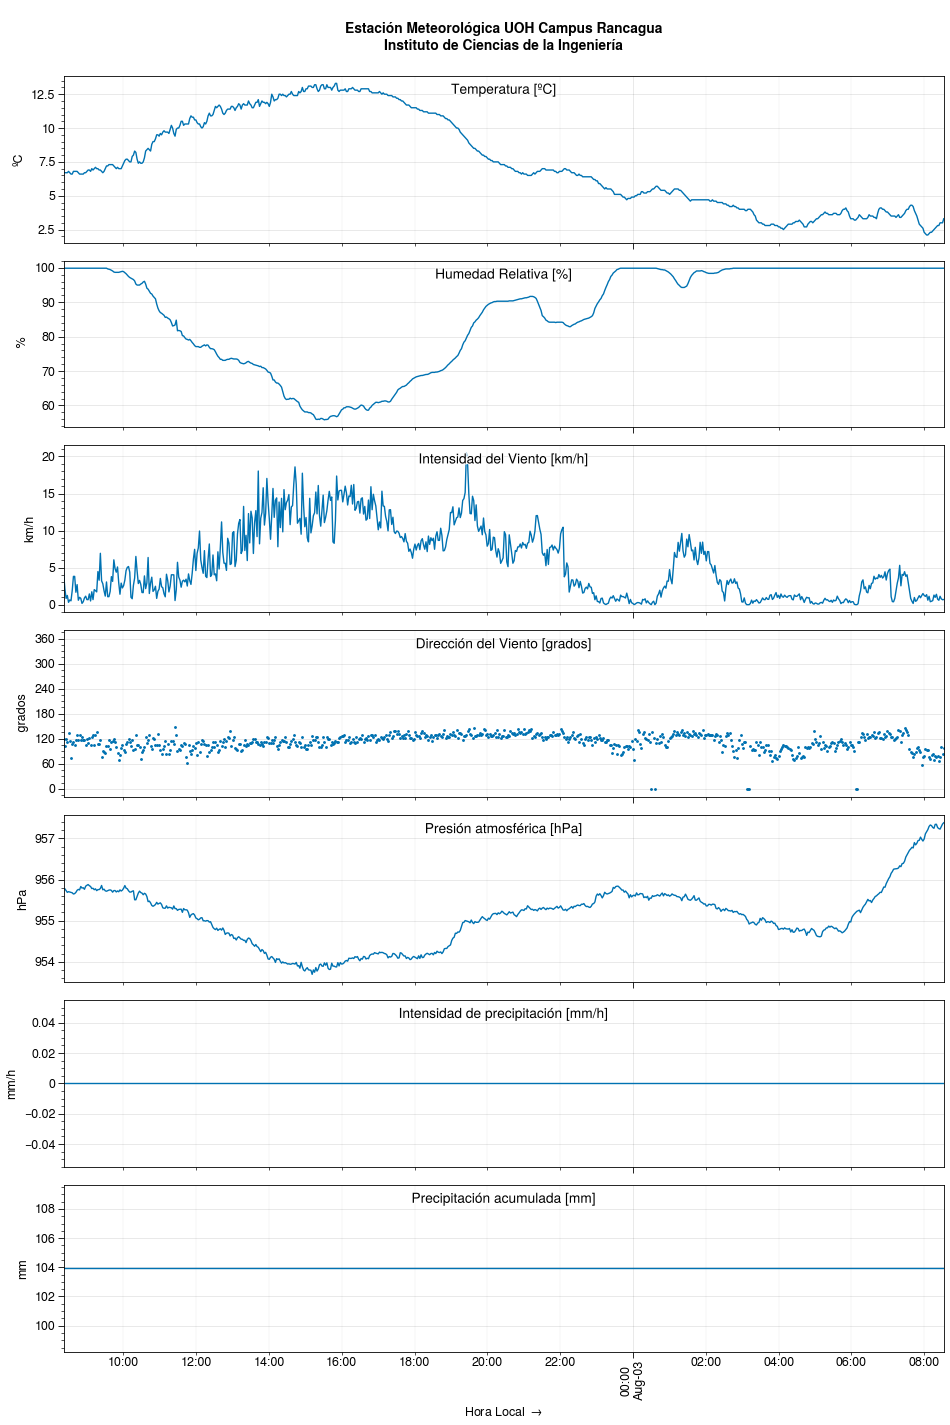 Estación Meteorológica UOH Campus Rancagua
Instituto de Ciencias de la Ingeniería
Temperatura [ºC]
12.5
10
7.5
5
2.5
ºC
Humedad Relativa [%]
100
90
80
70
60
%
Intensidad del Viento [km/h]
20
15
10
5
0
km/h
Dirección del Viento [grados]
360
300
240
180
120
60
0
grados
Presión atmosférica [hPa]
957
956
955
954
hPa
Intensidad de precipitación [mm/h]
0.04
0.02
0
−0.02
−0.04
mm/h
Precipitación acumulada [mm]
108
106
104
102
100
mm
10:00 12:00 14:00 16:00 18:00 20:00 22:00 00:00 02:00 04:00 06:00 08:00
Aug-03
Hora Local →